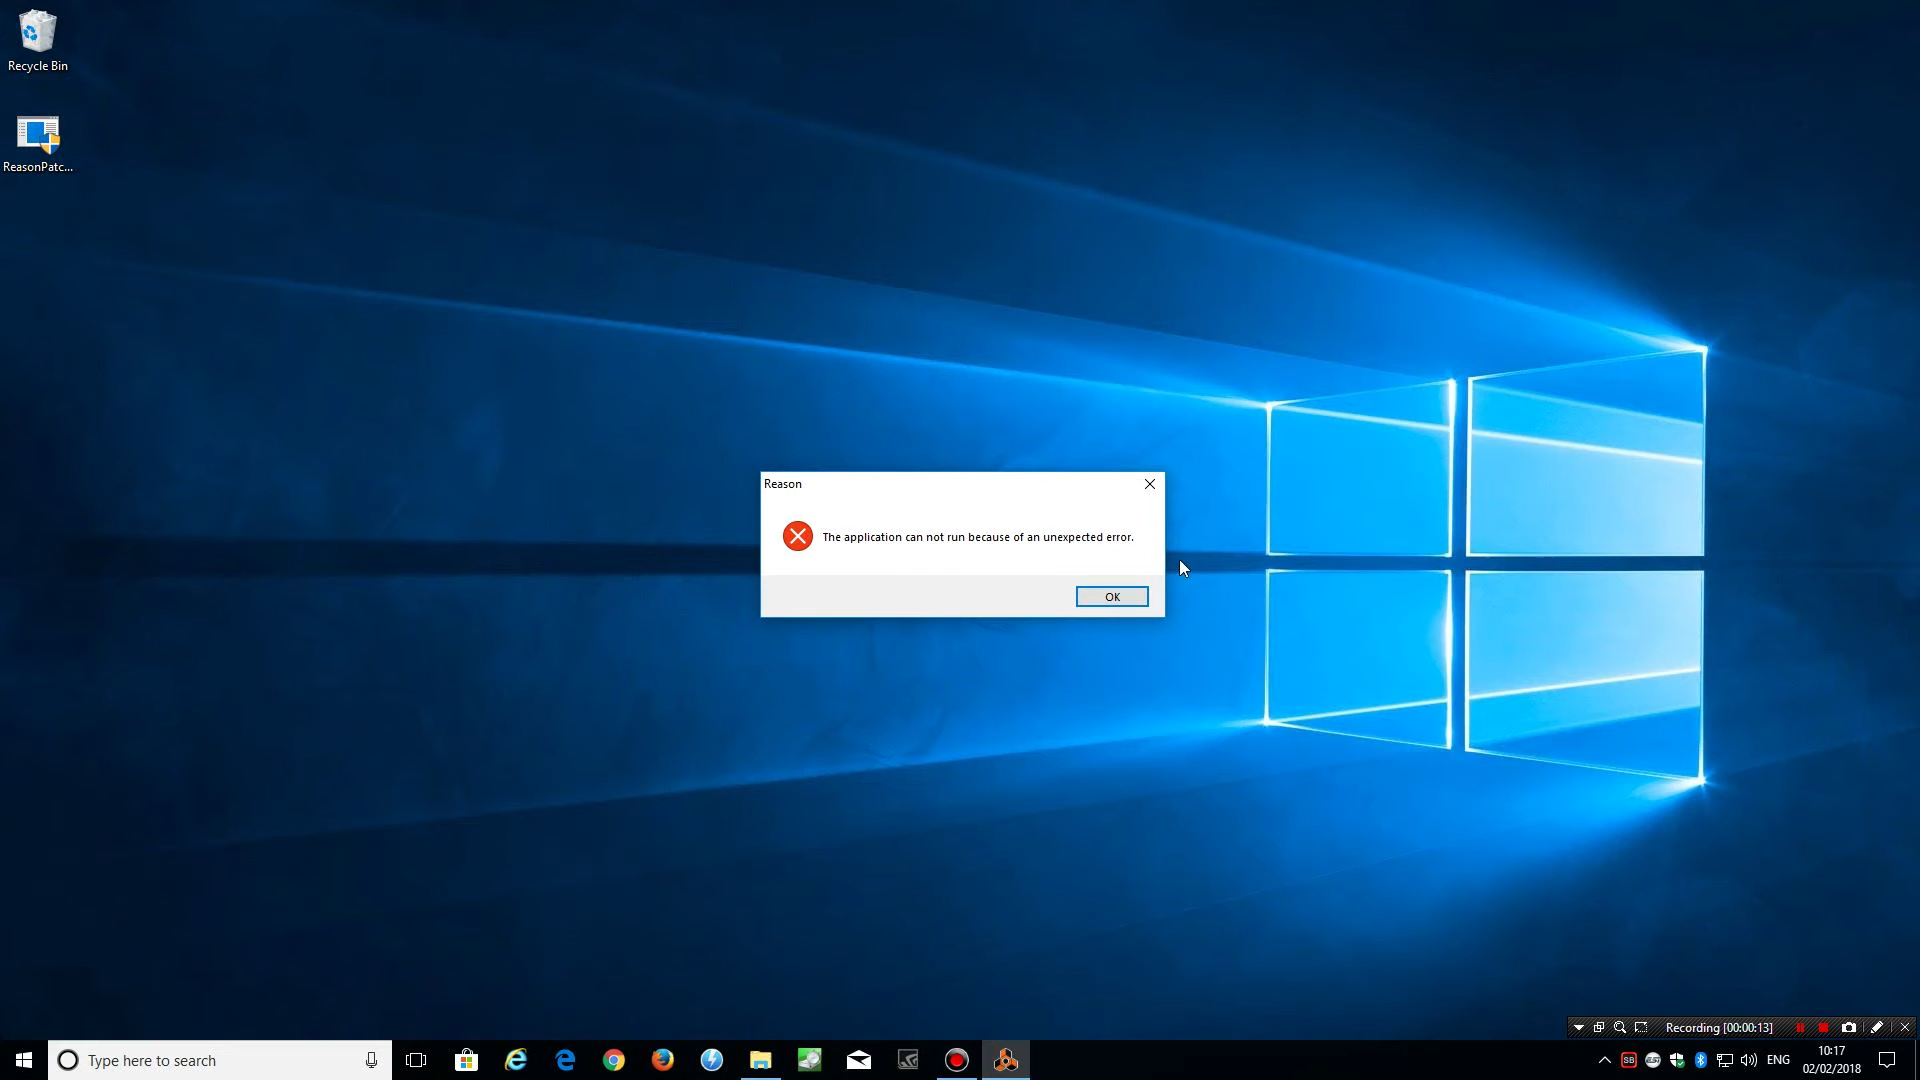 Recycle Bin
ReasonPatc...
Reason
The application can not run because of an unexpected error.
OK
Recording [00:00:13]
Type here to search
SB
ENG
10:17
02/02/2018